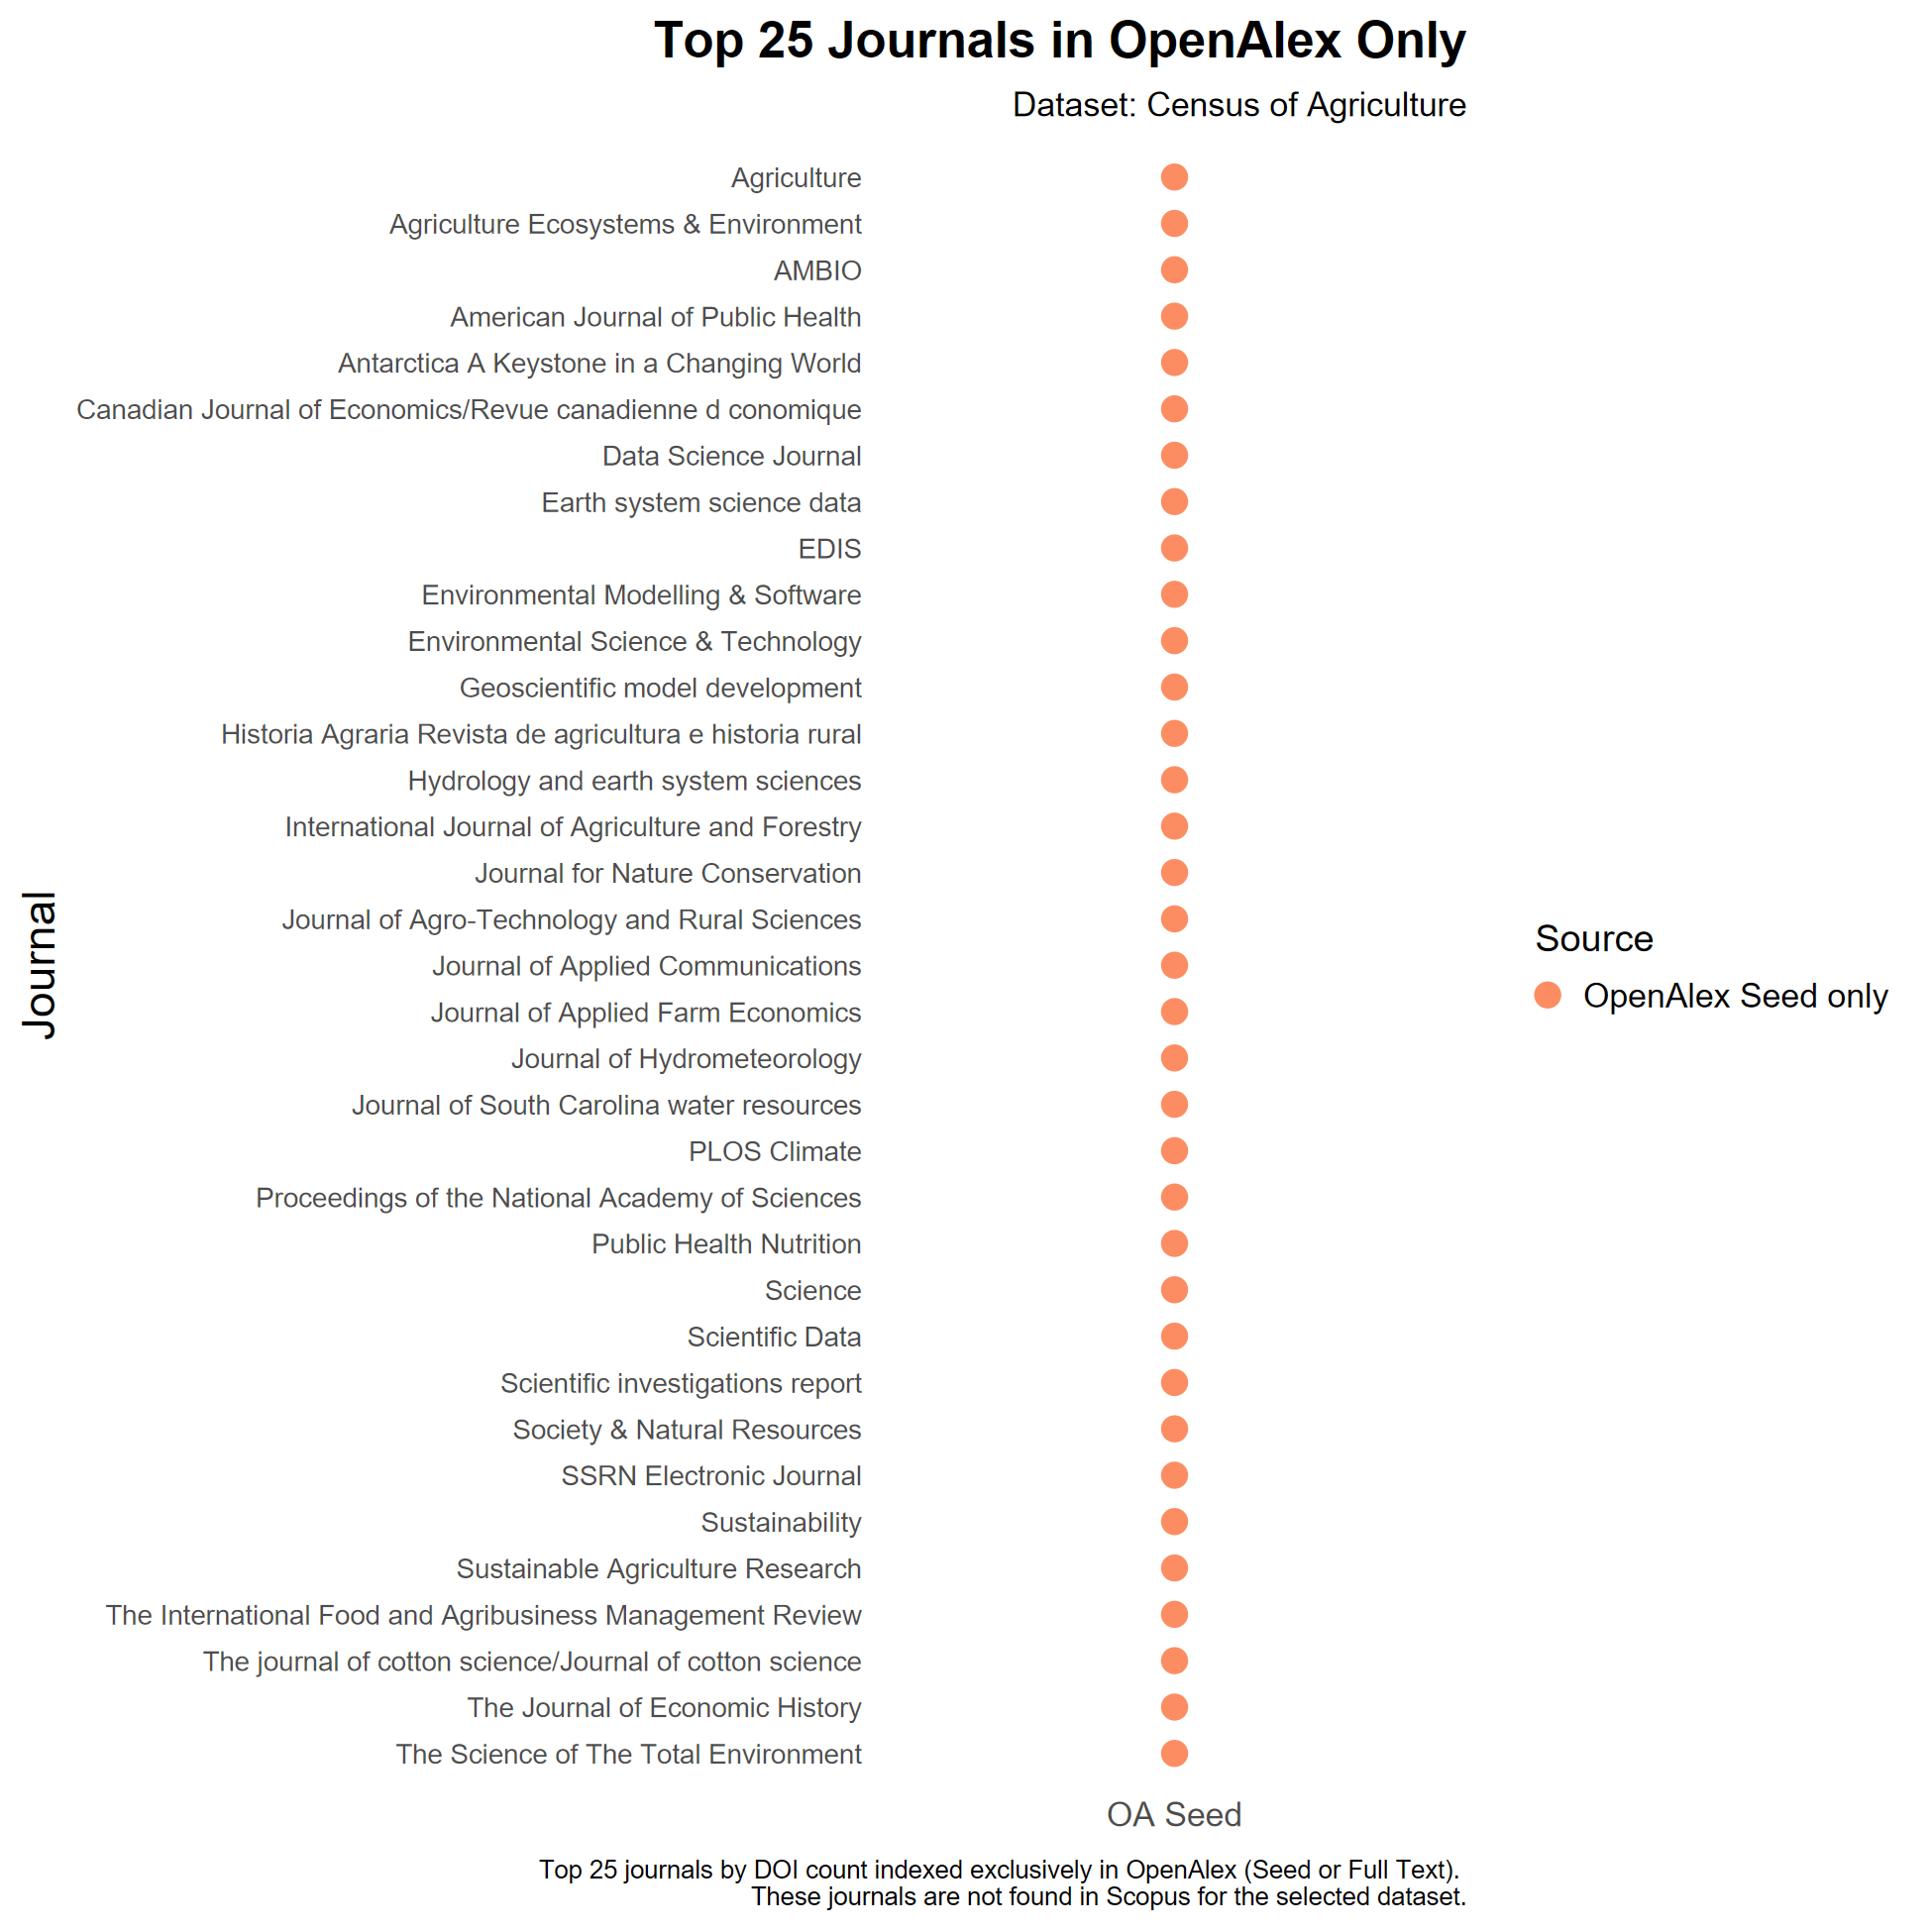 Top 25 Journals in OpenAlex Only
Dataset: Census of Agriculture
Agriculture
Agriculture Ecosystems & Environment
AMBIO
American Journal of Public Health
Antarctica A Keystone in a Changing World
Canadian Journal of Economics/Revue canadienne d conomique
Data Science Journal
Earth system science data
EDIS
Environmental Modelling & Software
Environmental Science & Technology
Geoscientific model development
Historia Agraria Revista de agricultura e historia rural
Hydrology and earth system sciences
International Journal of Agriculture and Forestry
Journal for Nature Conservation
Journal of Agro-Technology and Rural Sciences
Journal of Applied Communications
Journal of Applied Farm Economics
Journal of Hydrometeorology
Journal of South Carolina water resources
PLOS Climate
Proceedings of the National Academy of Sciences
Public Health Nutrition
Science
Scientific Data
Scientific investigations report
Society & Natural Resources
SSRN Electronic Journal
Sustainability
Sustainable Agriculture Research
The International Food and Agribusiness Management Review
The journal of cotton science/Journal of cotton science
The Journal of Economic History
The Science of The Total Environment
Journal
OA Seed
Source
OpenAlex Seed only
Top 25 journals by DOI count indexed exclusively in OpenAlex (Seed or Full Text).
These journals are not found in Scopus for the selected dataset.